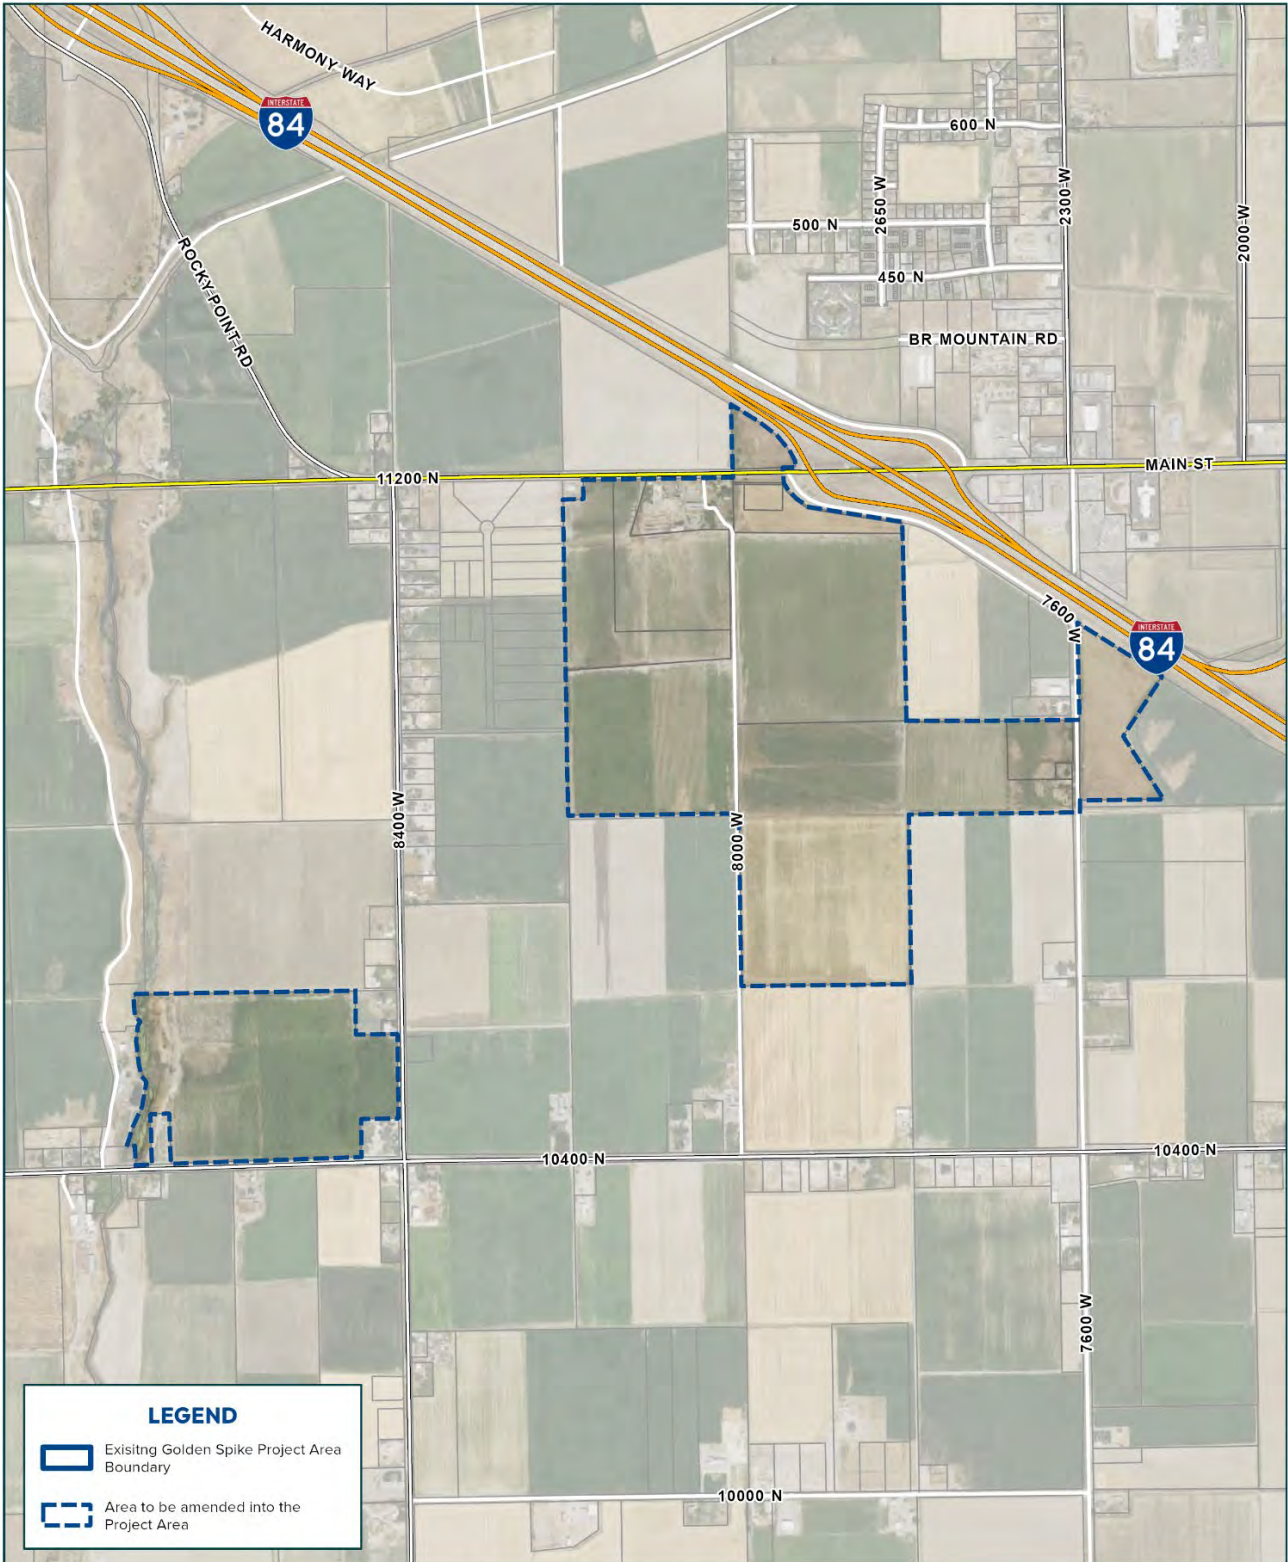 HARMONY WAY
INTERSTATE
84
600 N
2650 W
2300 W
2000 W
500 N
450 N
ROCKY POINT RD
BR MOUNTAIN RD
11200 N
MAIN ST
7600 W
INTERSTATE
84
8400 W
8000 W
10400 N
10400 N
7600 W
10000 N
LEGEND
Exisitng Golden Spike Project Area
Boundary
Area to be amended into the
Project Area